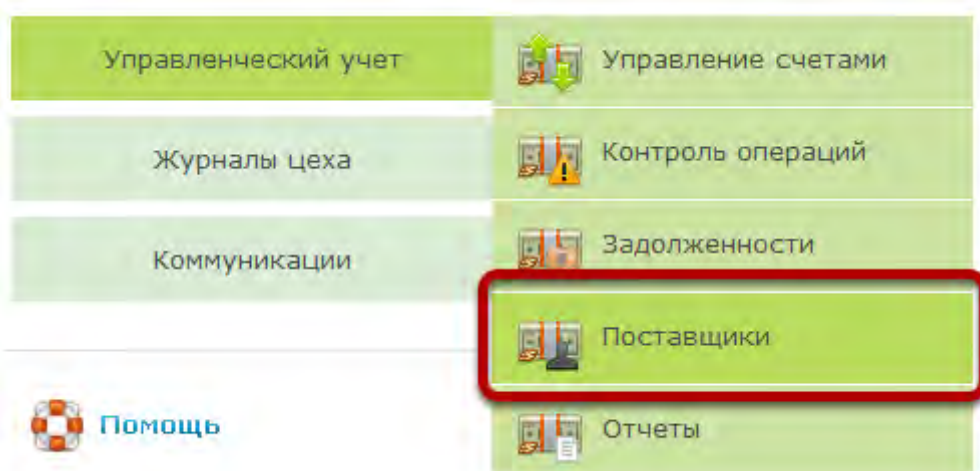 Управленческий учет
Управление счетами
Журналы цеха
Контроль операций
Коммуникации
Задолженности
Поставщики
Помощь
Отчеты